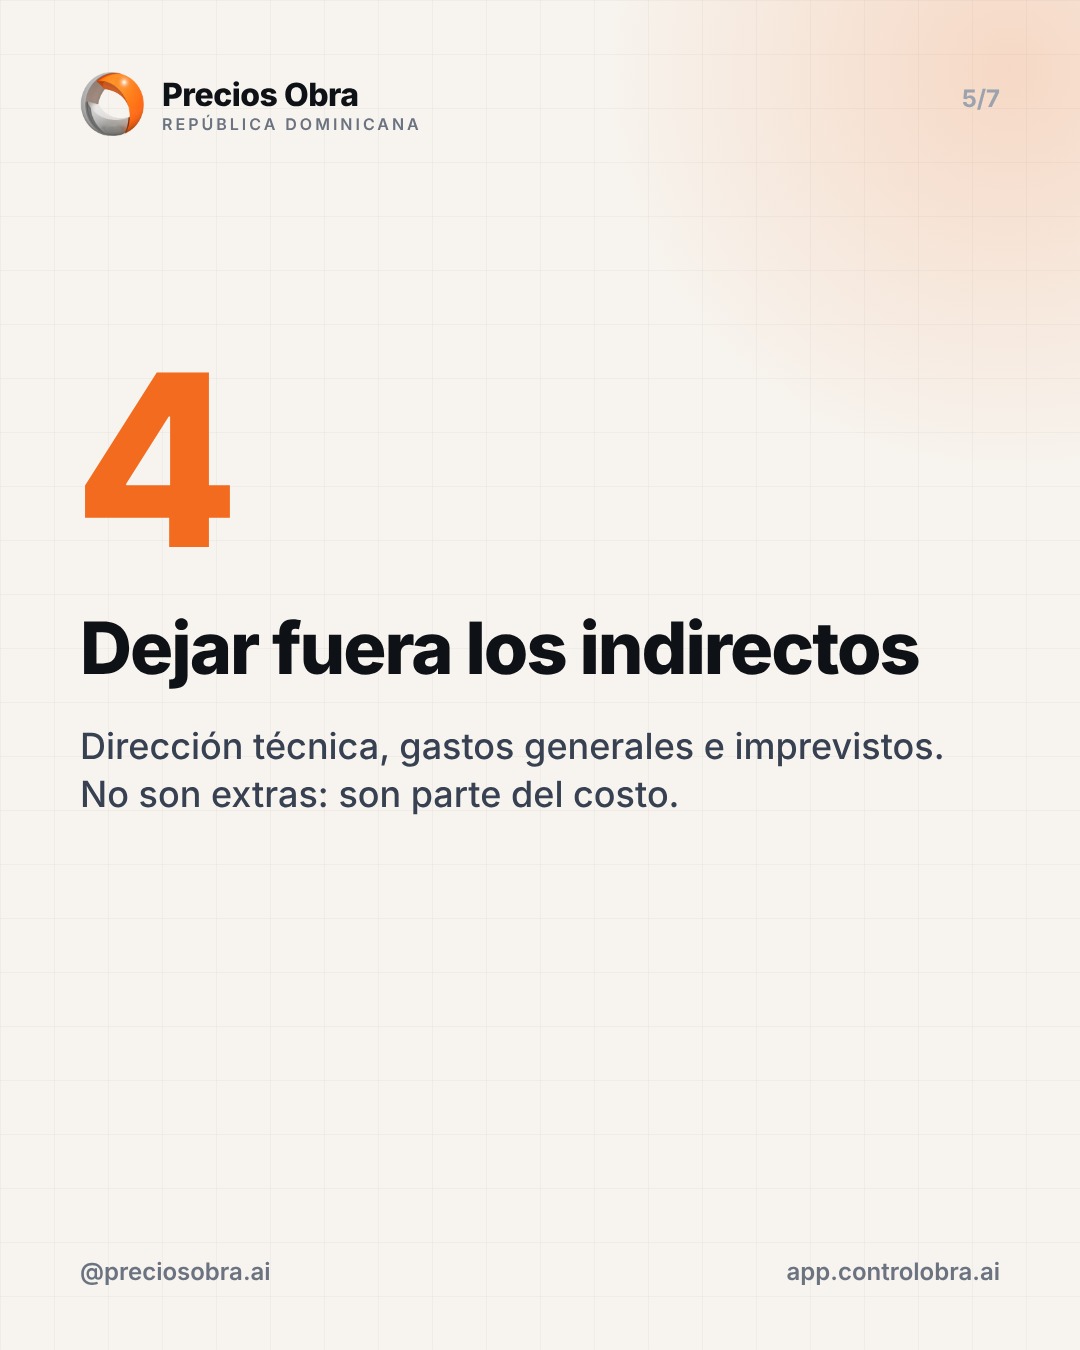 Precios Obra
REPÚBLICA DOMINICANA
5/7
4
Dejar fuera los indirectos
Dirección técnica, gastos generales e imprevistos.
No son extras: son parte del costo.
@preciosobra.ai
app.controlobra.ai